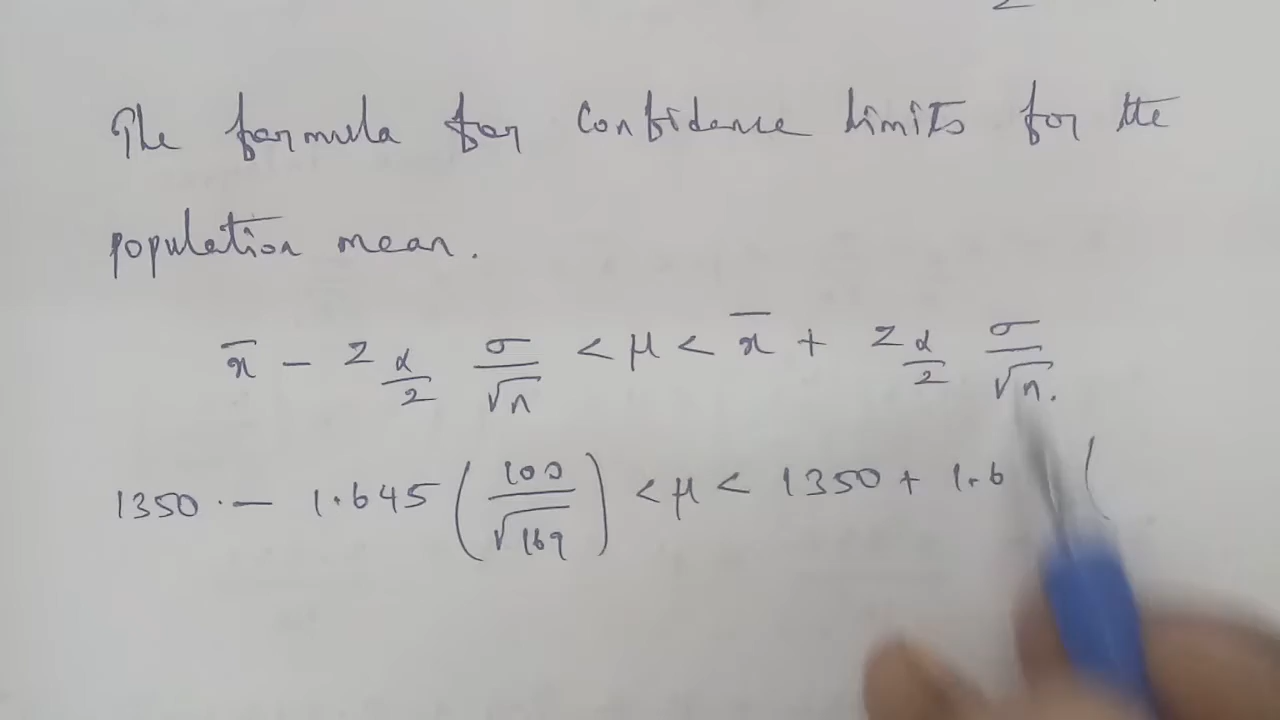 The formula for confidence limits for the
population mean.
x̄ - z α/2 σ/√n < μ < x̄ + z α/2 σ/√n.
1350 . - 1.645 (100/√169) < μ < 1350 + 1.6 (